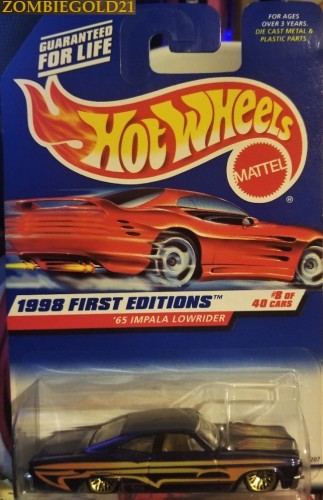 ZOMBIEGOLD21
GUARANTEED
FOR LIFE
FOR AGES
OVER 3 YEARS.
DIE CAST METAL &
PLASTIC PARTS.
HOT WHEELS
MATTEL
®
1998 FIRST EDITIONS™
#8 OF
40 CARS
'65 IMPALA LOWRIDER